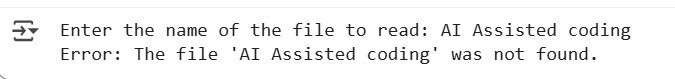 Enter the name of the file to read: AI Assisted coding
Error: The file 'AI Assisted coding' was not found.